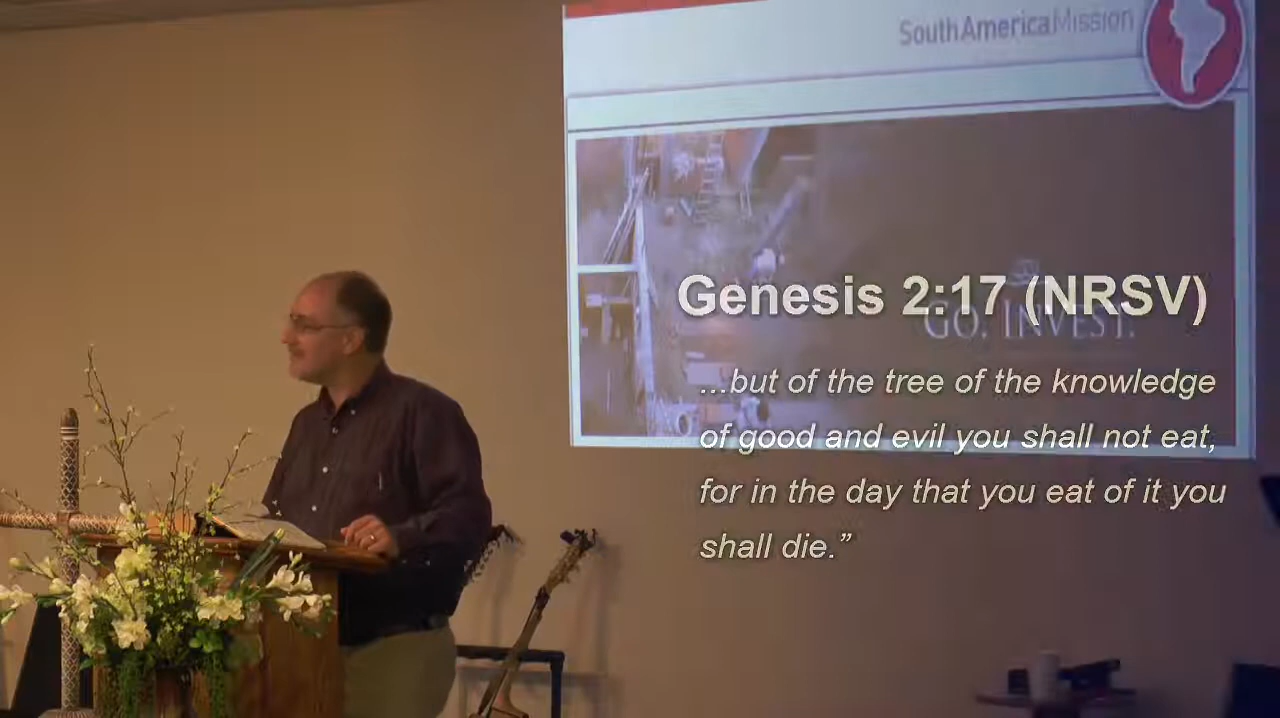 SouthAmericaMission
Genesis 2:17 (NRSV)
GO. INVEST.
...but of the tree of the knowledge
of good and evil you shall not eat,
for in the day that you eat of it you
shall die.”